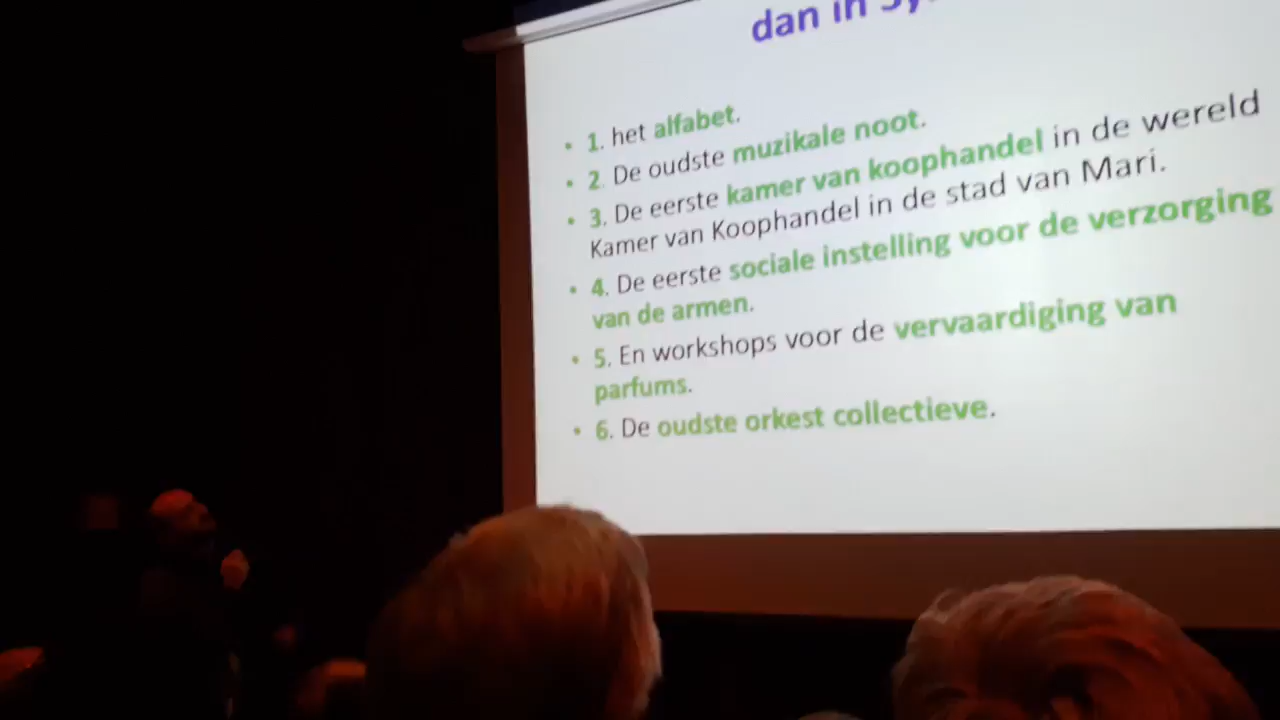 dan in
• 1. het alfabet.
• 2. De oudste muzikale noot.
• 3. De eerste kamer van koophandel in de wereld
Kamer van Koophandel in de stad van Mari.
• 4. De eerste sociale instelling voor de verzorging
van de armen.
• 5. En workshops voor de vervaardiging van
parfums.
• 6. De oudste orkest collectieve.